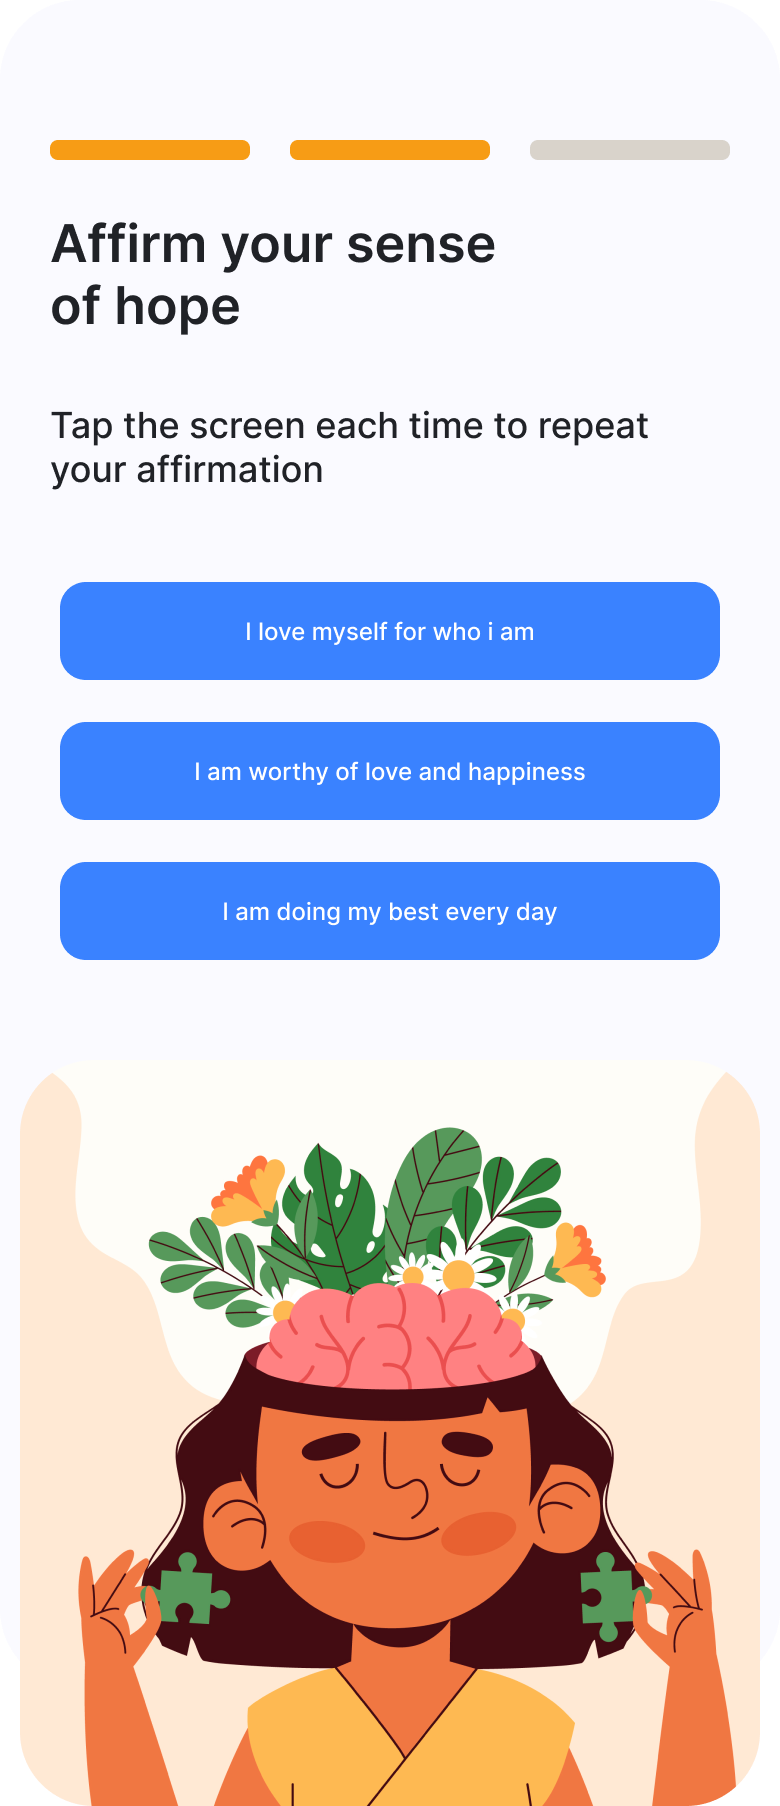 Affirm your sense
of hope
Tap the screen each time to repeat
your affirmation
I love myself for who i am
I am worthy of love and happiness
I am doing my best every day